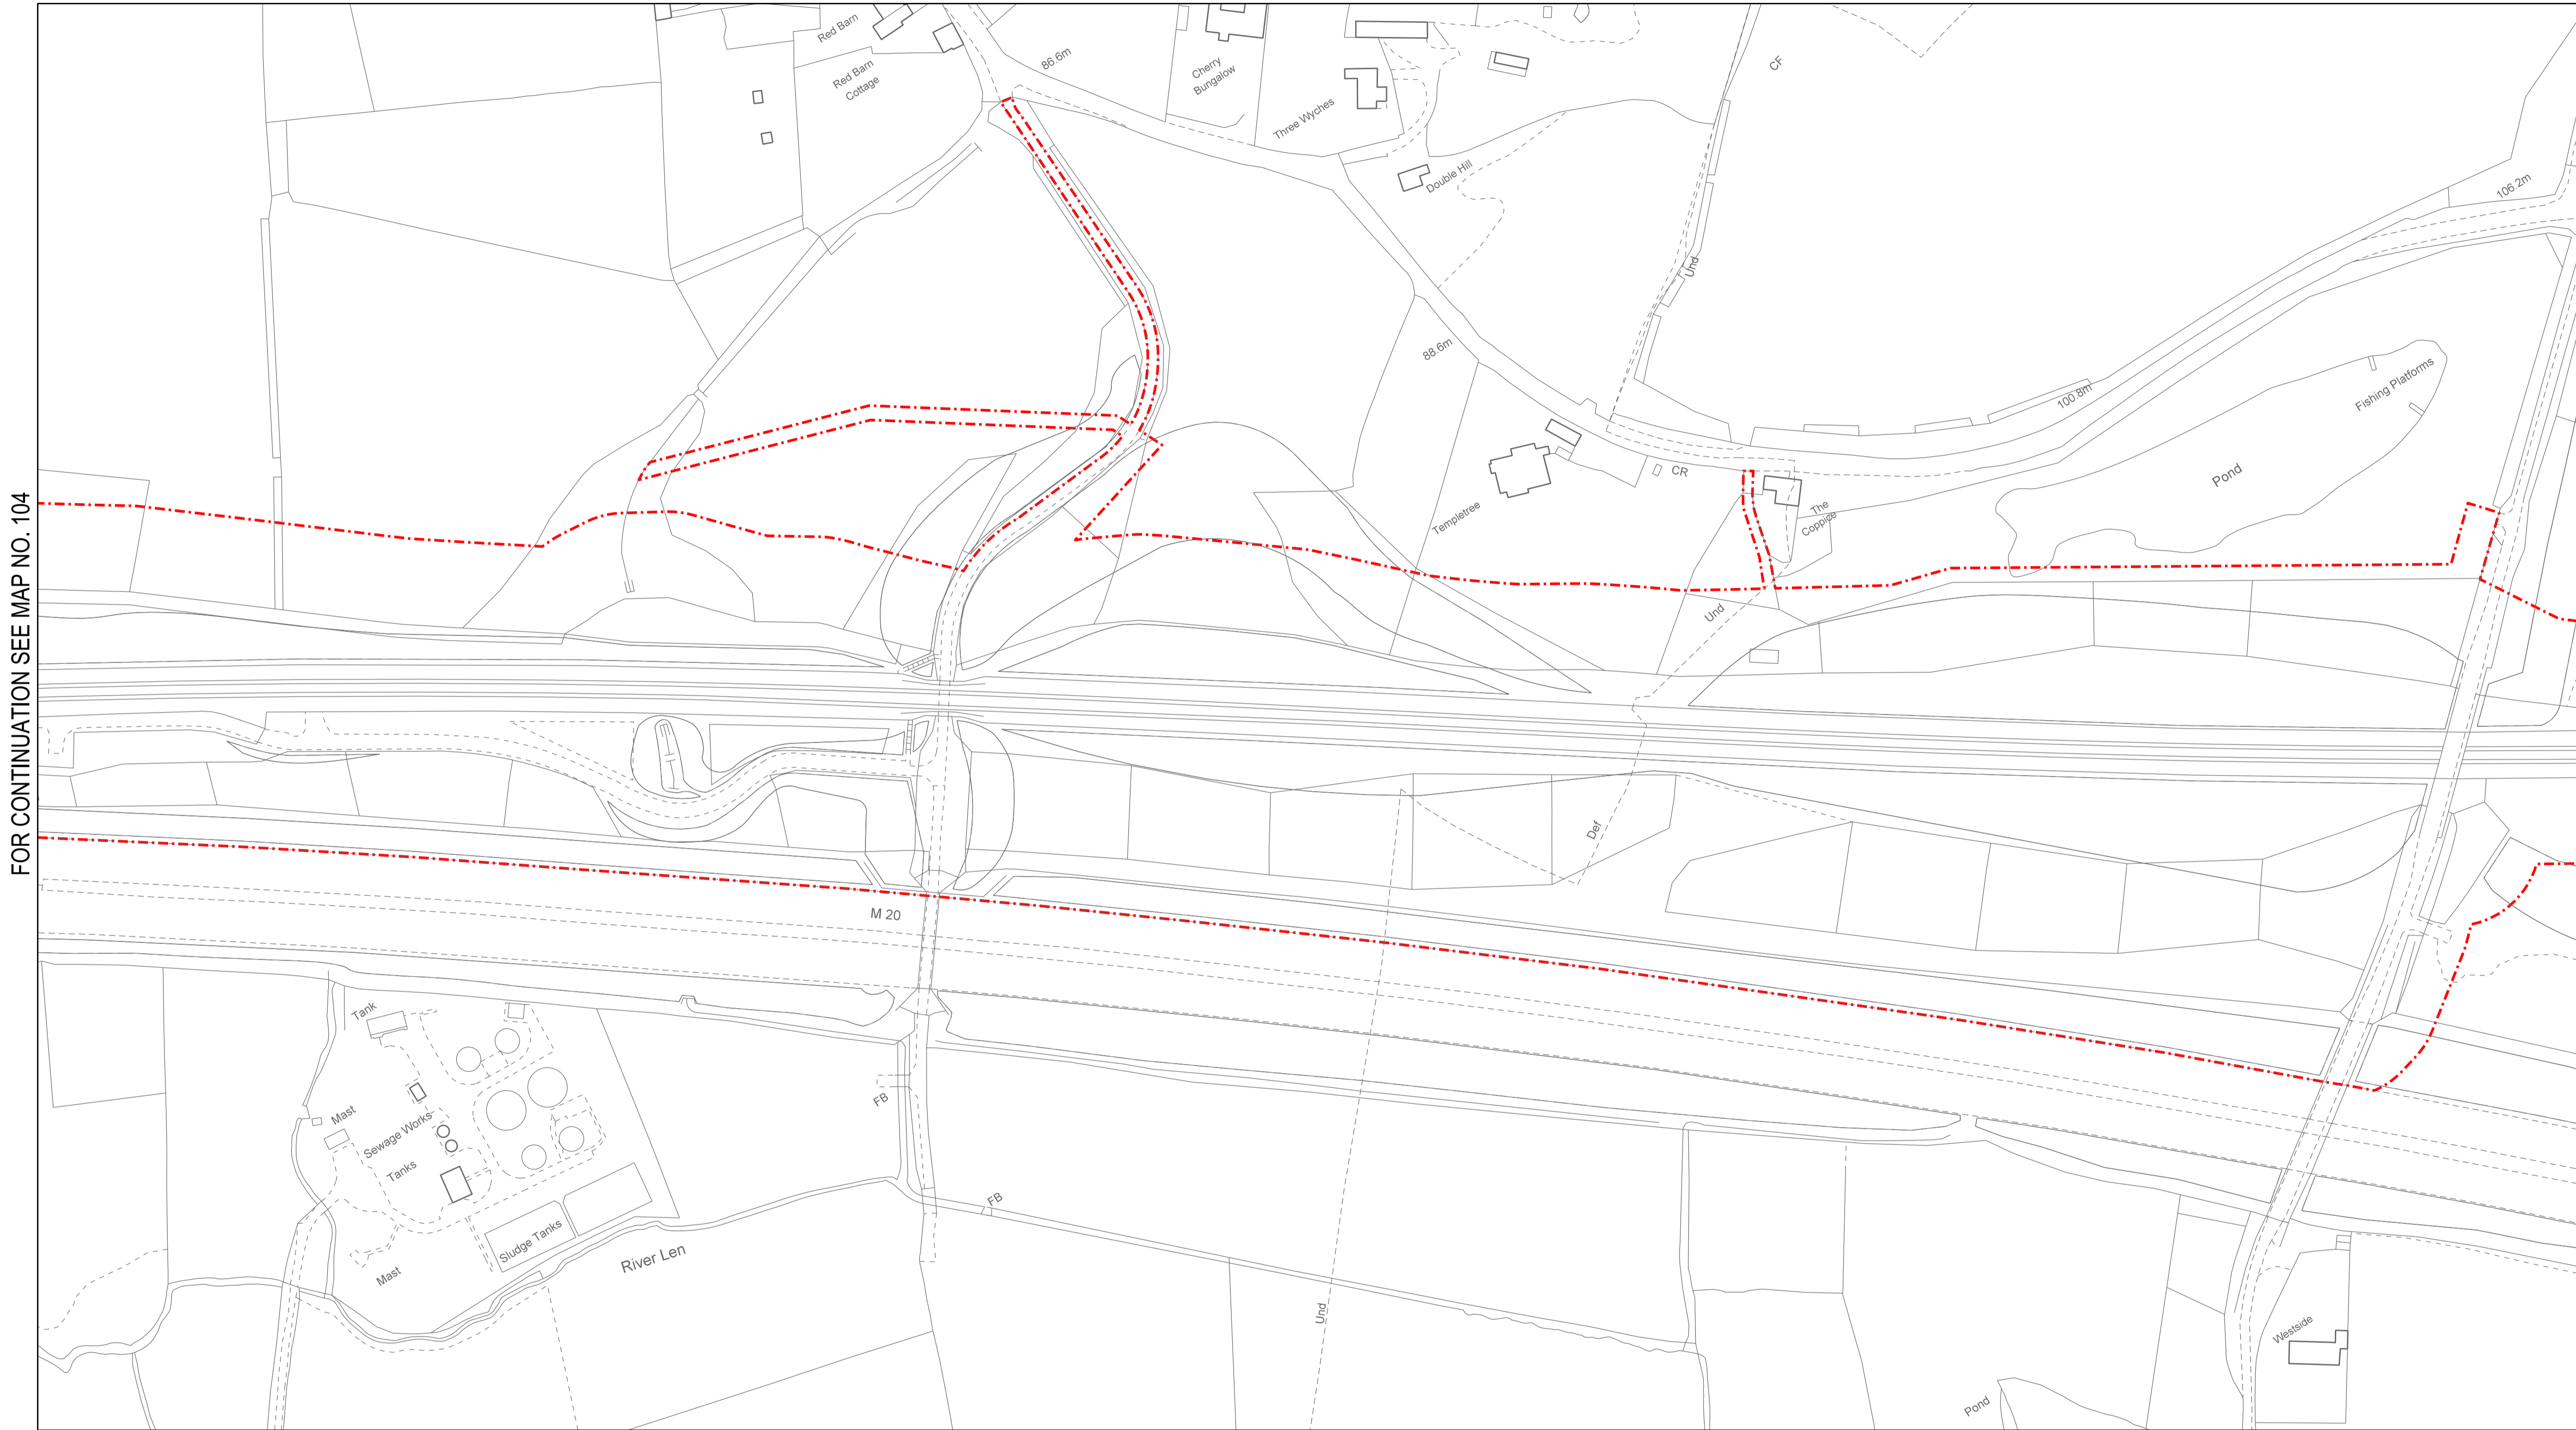 FOR CONTINUATION SEE MAP NO. 104
Red Barn
Red Barn
Cottage
86.6m
Cherry
Bungalow
Three Wyches
Double Hill
CF
Und
106.2m
88.6m
100.8m
Fishing Platforms
Pond
Templetree
CR
The
Coppice
Und
Def
M 20
Tank
Mast
Sewage Works
Tanks
Sludge Tanks
Mast
River Len
FB
FB
Und
Westside
Pond